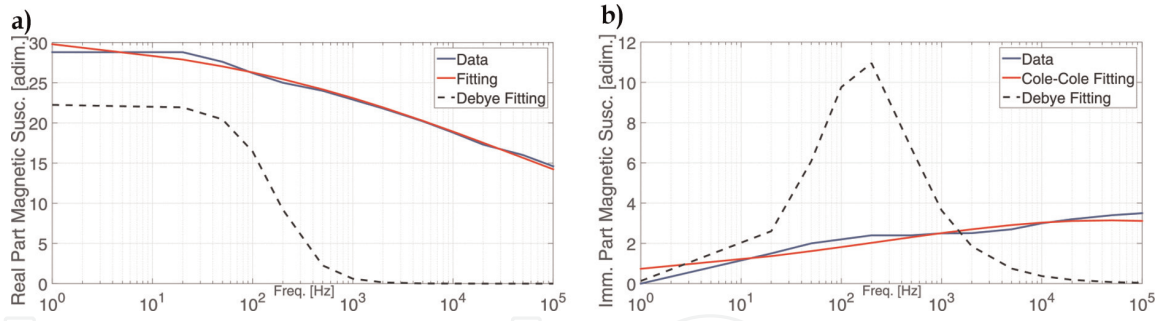 a)
Real Part Magnetic Susc. [adim.]
30
25
20
15
10
5
0
Data
Fitting
Debye Fitting
10^0
10^1
10^2
10^3
10^4
10^5
Freq. [Hz]
b)
Imm. Part Magnetic Susc. [adim.]
12
10
8
6
4
2
0
Data
Cole-Cole Fitting
Debye Fitting
10^0
10^1
10^2
10^3
10^4
10^5
Freq. [Hz]